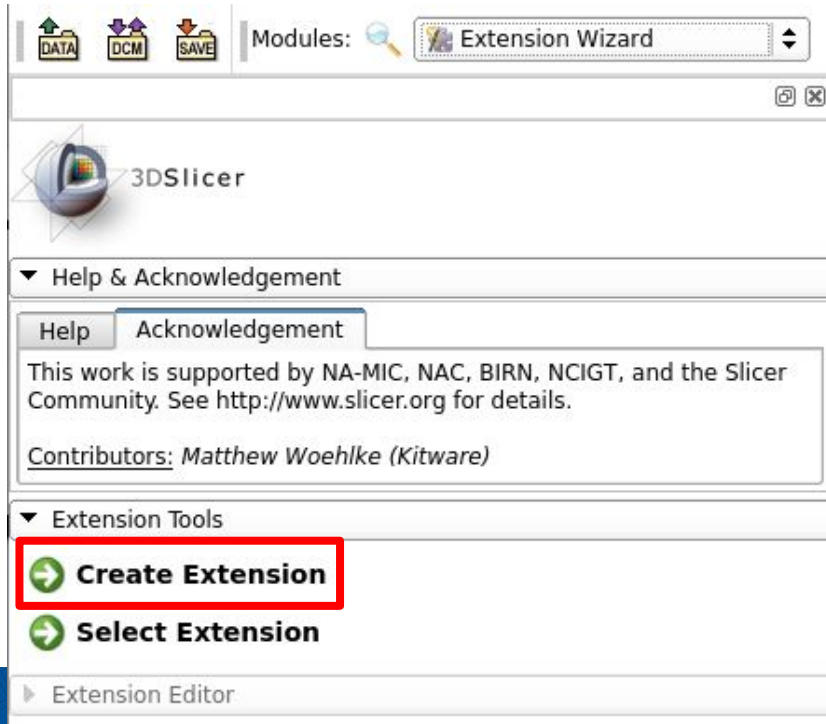 DATA DCM SAVE Modules: Extension Wizard
3DSlicer
Help & Acknowledgement
Help Acknowledgement
This work is supported by NA-MIC, NAC, BIRN, NCIGT, and the Slicer
Community. See http://www.slicer.org for details.
Contributors: Matthew Woehlke (Kitware)
Extension Tools
Create Extension
Select Extension
Extension Editor